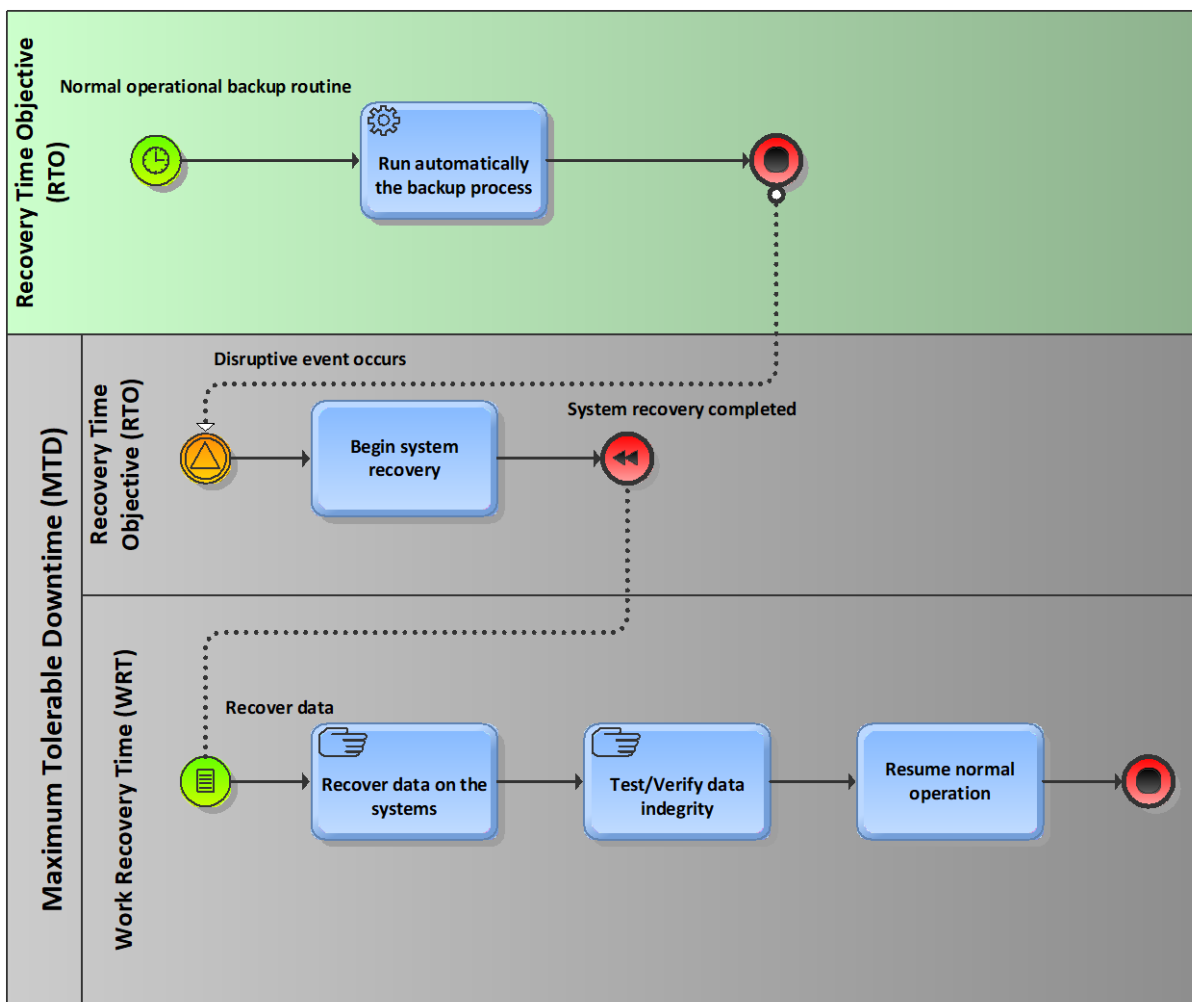 Recovery Time Objective
(RTO)
Normal operational backup routine
Run automatically
the backup process
Maximum Tolerable Downtime (MTD)
Recovery Time
Objective (RTO)
Disruptive event occurs
System recovery completed
Begin system
recovery
Work Recovery Time (WRT)
Recover data
Recover data on the
systems
Test/Verify data
indegrity
Resume normal
operation